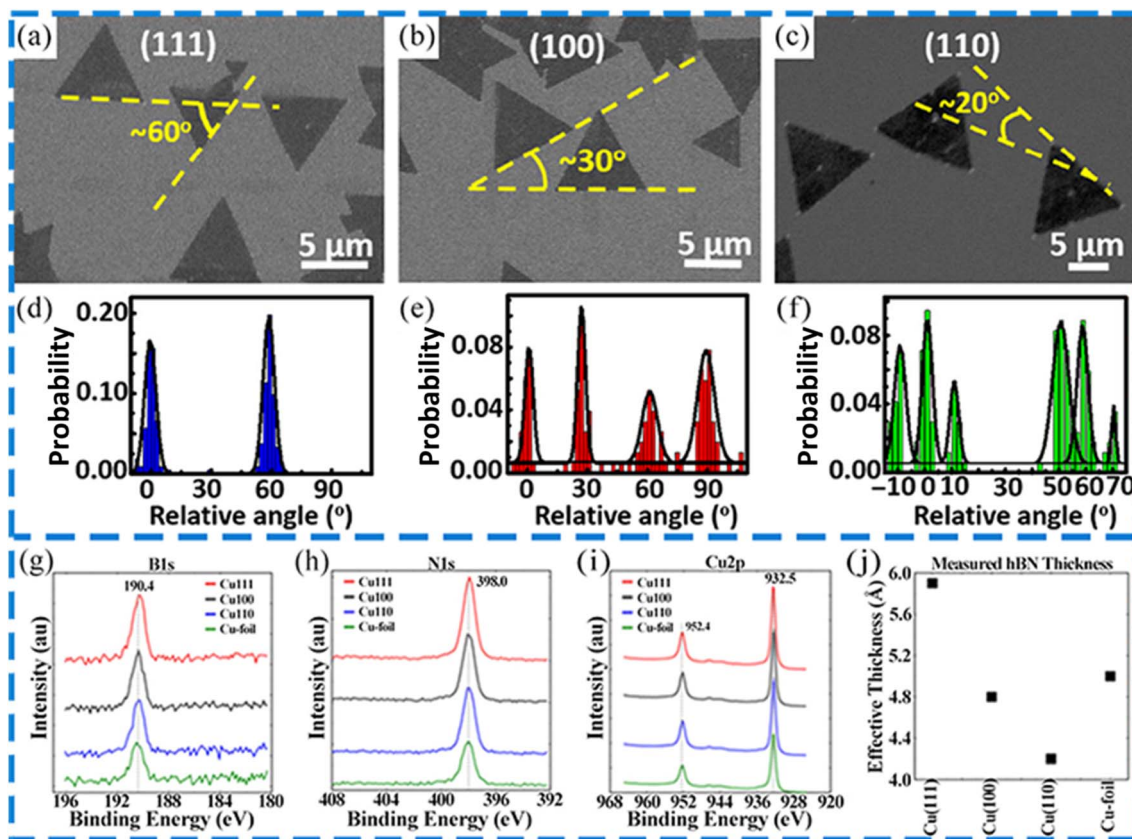 (a)
(111)
~60°
5 µm
(b)
(100)
~30°
5 µm
(c)
(110)
~20°
5 µm
(d)
Probability
0.20
0.10
0.00
0 30 60 90
Relative angle (°)
(e)
Probability
0.08
0.04
0.00
0 30 60 90
Relative angle (°)
(f)
Probability
0.08
0.04
0.00
−10 0 10 30 50 60 70
Relative angle (°)
(g)
B1s
190.4
Cu111
Cu100
Cu110
Cu-foil
Intensity (au)
196 192 188 184 180
Binding Energy (eV)
(h)
N1s
398.0
Cu111
Cu100
Cu110
Cu-foil
Intensity (au)
408 404 400 396 392
Binding Energy (eV)
(i)
Cu2p
932.5
952.4
Cu111
Cu100
Cu110
Cu-foil
Intensity (au)
968 960 952 944 936 928 920
Binding Energy (eV)
(j)
Measured hBN Thickness
Effective Thickness (Å)
6.0
5.6
5.2
4.8
4.4
4.0
Cu(111)
Cu(100)
Cu(110)
Cu-foil